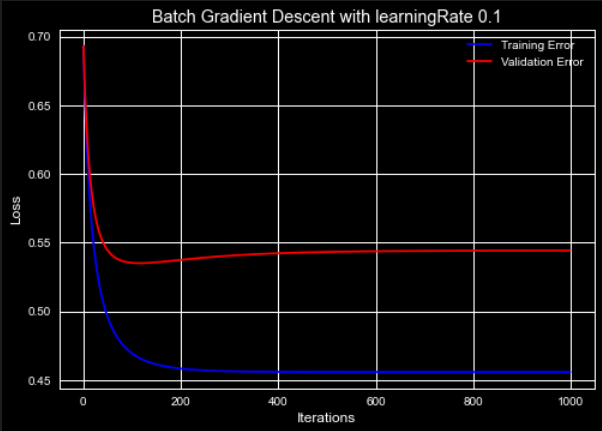 Batch Gradient Descent with learningRate 0.1
Training Error
Validation Error
0.70
0.65
0.60
0.55
0.50
0.45
Loss
0
200
400
600
800
1000
Iterations